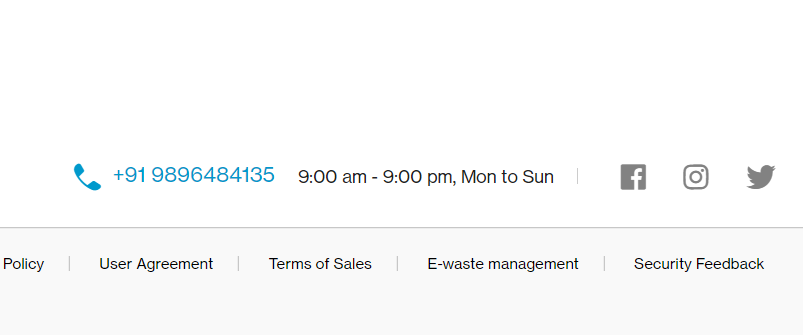 +91 9896484135 9:00 am - 9:00 pm, Mon to Sun
Policy User Agreement Terms of Sales E-waste management Security Feedback